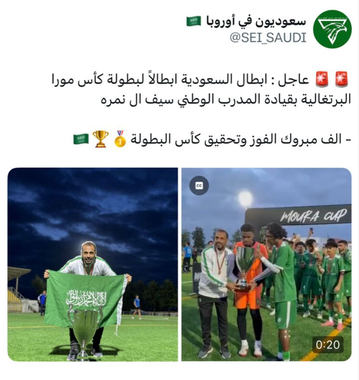 سعوديون في أوروبا 🇸🇦
@SEI_SAUDI
🚨🚨 عاجل : ابطال السعودية ابطالاً لبطولة كأس مورا
البرتغالية بقيادة المدرب الوطني سيف ال نمره
- الف مبروك الفوز وتحقيق كأس البطولة 🥇🏆🇸🇦
MOURA CUP
0:20